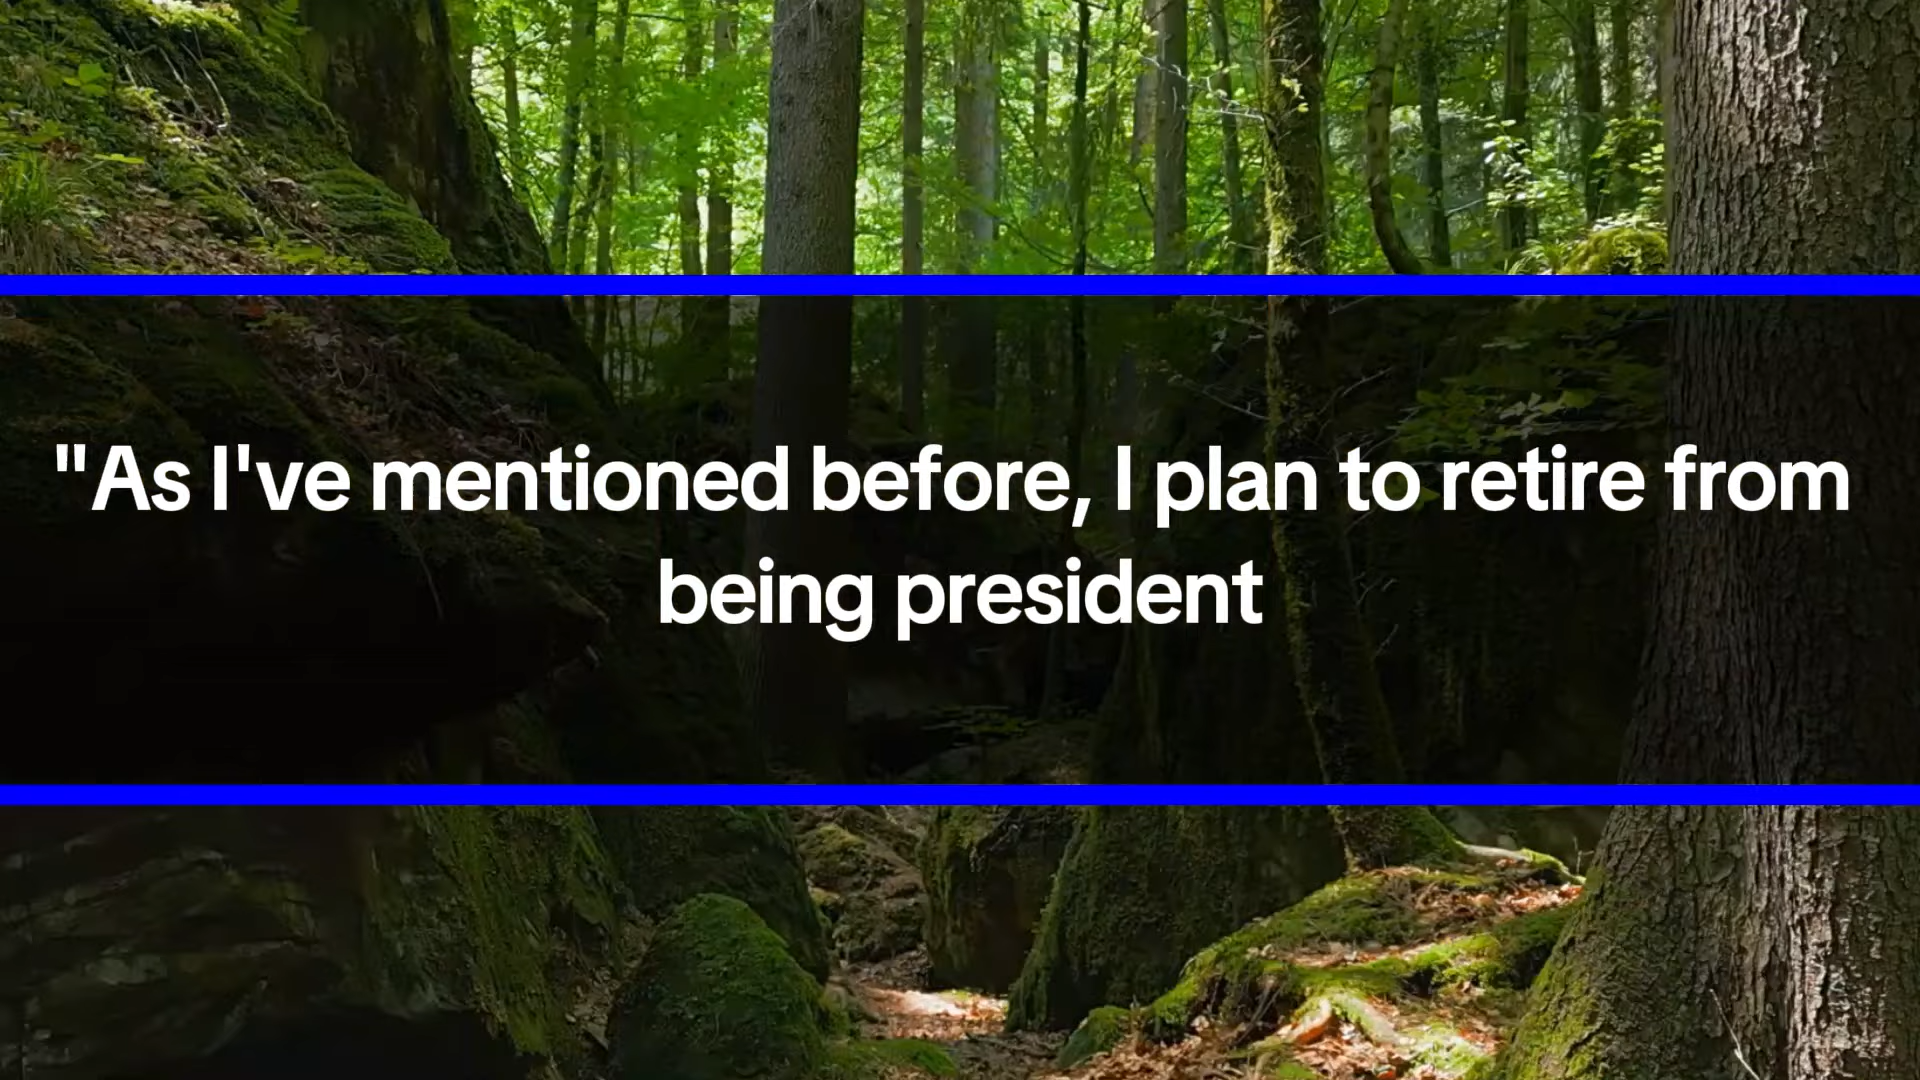 "As I've mentioned before, I plan to retire from
being president